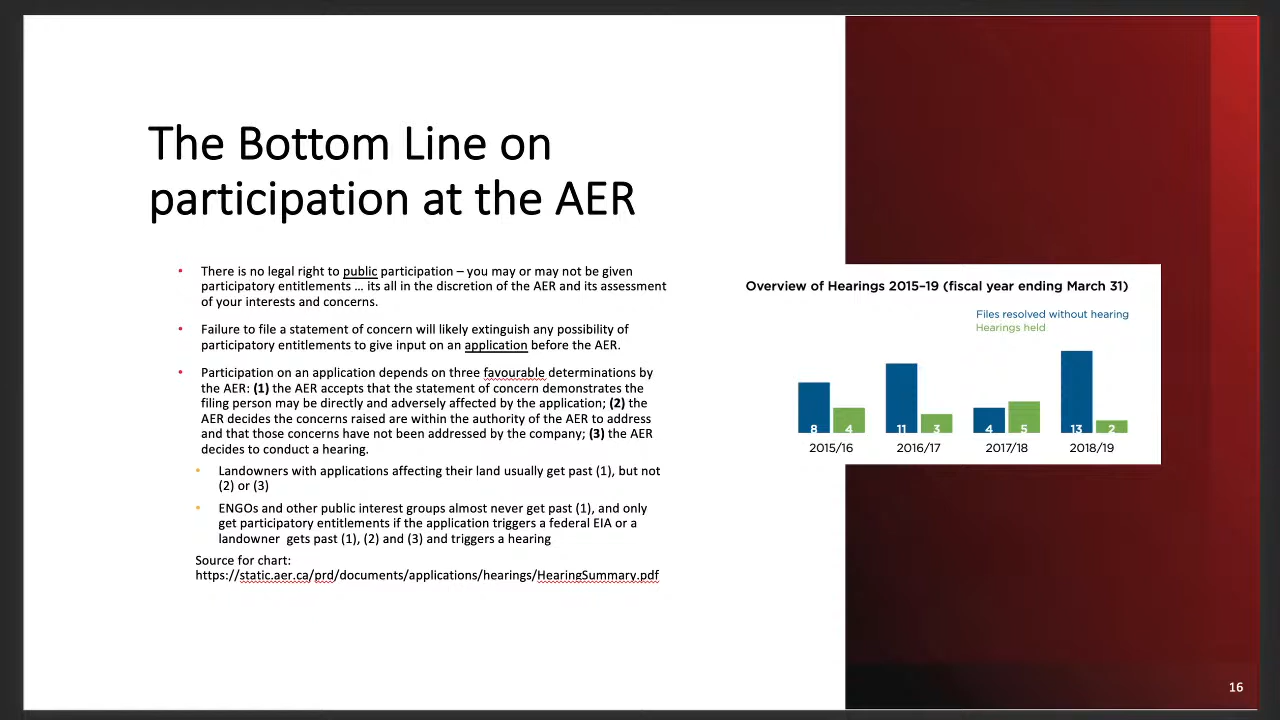 The Bottom Line on
participation at the AER
• There is no legal right to public participation – you may or may not be given
participatory entitlements … its all in the discretion of the AER and its assessment
of your interests and concerns.
• Failure to file a statement of concern will likely extinguish any possibility of
participatory entitlements to give input on an application before the AER.
• Participation on an application depends on three favourable determinations by
the AER: (1) the AER accepts that the statement of concern demonstrates the
filing person may be directly and adversely affected by the application; (2) the
AER decides the concerns raised are within the authority of the AER to address
and that those concerns have not been addressed by the company; (3) the AER
decides to conduct a hearing.
• Landowners with applications affecting their land usually get past (1), but not
(2) or (3)
• ENGOs and other public interest groups almost never get past (1), and only
get participatory entitlements if the application triggers a federal EIA or a
landowner gets past (1), (2) and (3) and triggers a hearing
Source for chart:
https://static.aer.ca/prd/documents/applications/hearings/HearingSummary.pdf
Overview of Hearings 2015–19 (fiscal year ending March 31)
Files resolved without hearing
Hearings held
8 4 11 3 4 5 13 2
2015/16 2016/17 2017/18 2018/19
16